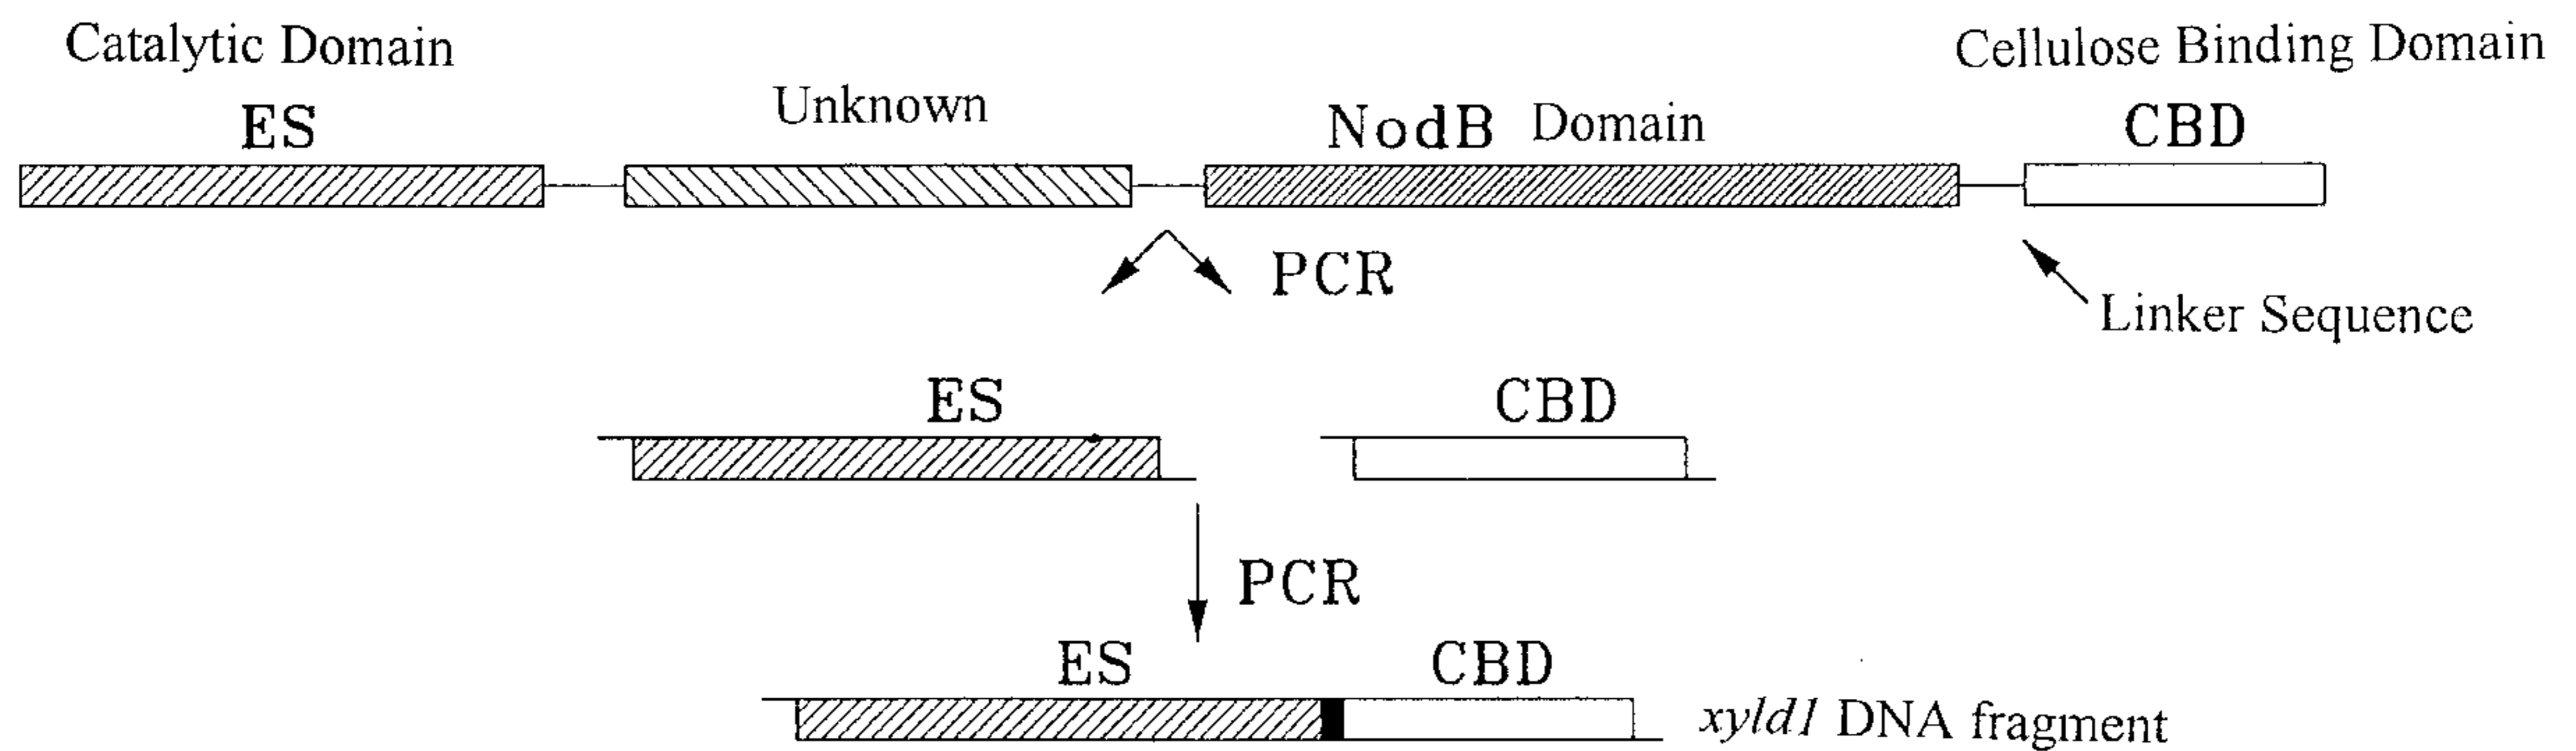 Catalytic Domain
Cellulose Binding Domain
ES
Unknown
NodB Domain
CBD
PCR
Linker Sequence
ES
CBD
PCR
ES
CBD
xyld1 DNA fragment